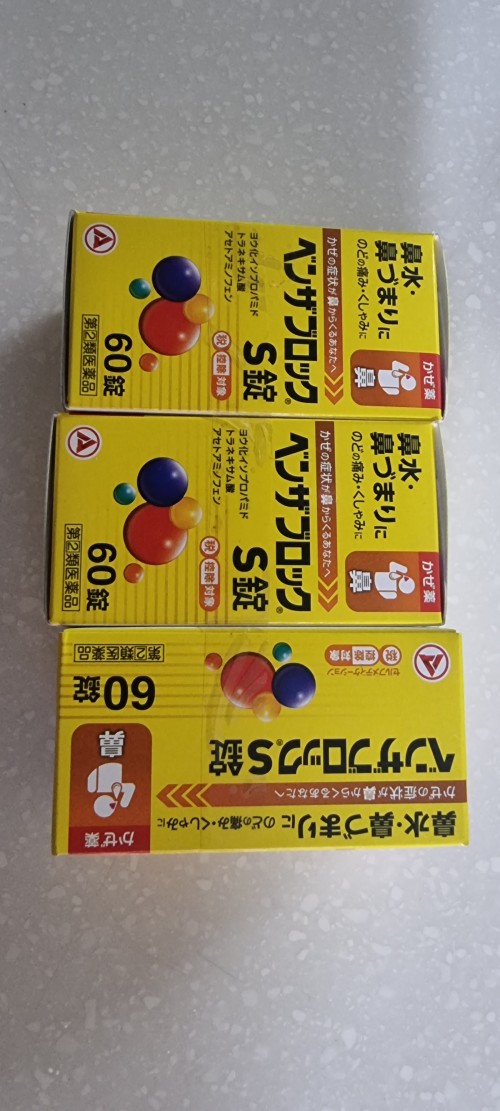 鼻水・
鼻づまりに
のどの痛み・くしゃみに
かぜ薬
鼻
かぜの症状が鼻からくるあなたへ
ベンザブロック®
S錠
税 控除 対象
ヨウ化イソプロパミド
トラネキサム酸
アセトアミノフェン
60錠
第②類医薬品
鼻水・
鼻づまりに
のどの痛み・くしゃみに
かぜ薬
鼻
かぜの症状が鼻からくるあなたへ
ベンザブロック®
S錠
税 控除 対象
ヨウ化イソプロパミド
トラネキサム酸
アセトアミノフェン
60錠
第②類医薬品
かぜ薬
鼻
鼻水・鼻づまりに のどの痛み・くしゃみに
かぜの症状が鼻からくるあなたへ
ベンザブロック®S錠
セルフメディケーション
税 控除 対象
60錠
第②類医薬品